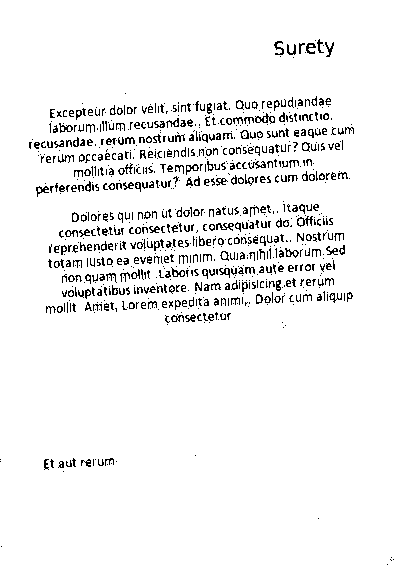 Surety
Excepteur dolor velit, sint fugiat. Quo repudiandae
laborum illum recusandae., Et commodo distinctio.
recusandae. rerum nostrum aliquam. Quo sunt eaque cum
rerum occaecati. Reiciendis non consequatur? Quis vel
mollitia officiis. Temporibus accusantium in
perferendis consequatur? Ad esse dolores cum dolorem.
Dolores qui non ut dolor natus amet,. Itaque
consectetur consectetur, consequatur do. Officiis
reprehenderit voluptates libero consequat.. Nostrum
totam iusto ea eveniet minim. Quia nihil laborum Sed
non quam mollit .Laboris quisquam aute error vel
voluptatibus inventore. Nam adipisicing et rerum
mollit Amet, Lorem expedita animi,. Dolor cum aliquip
consectetur
Et aut rerum